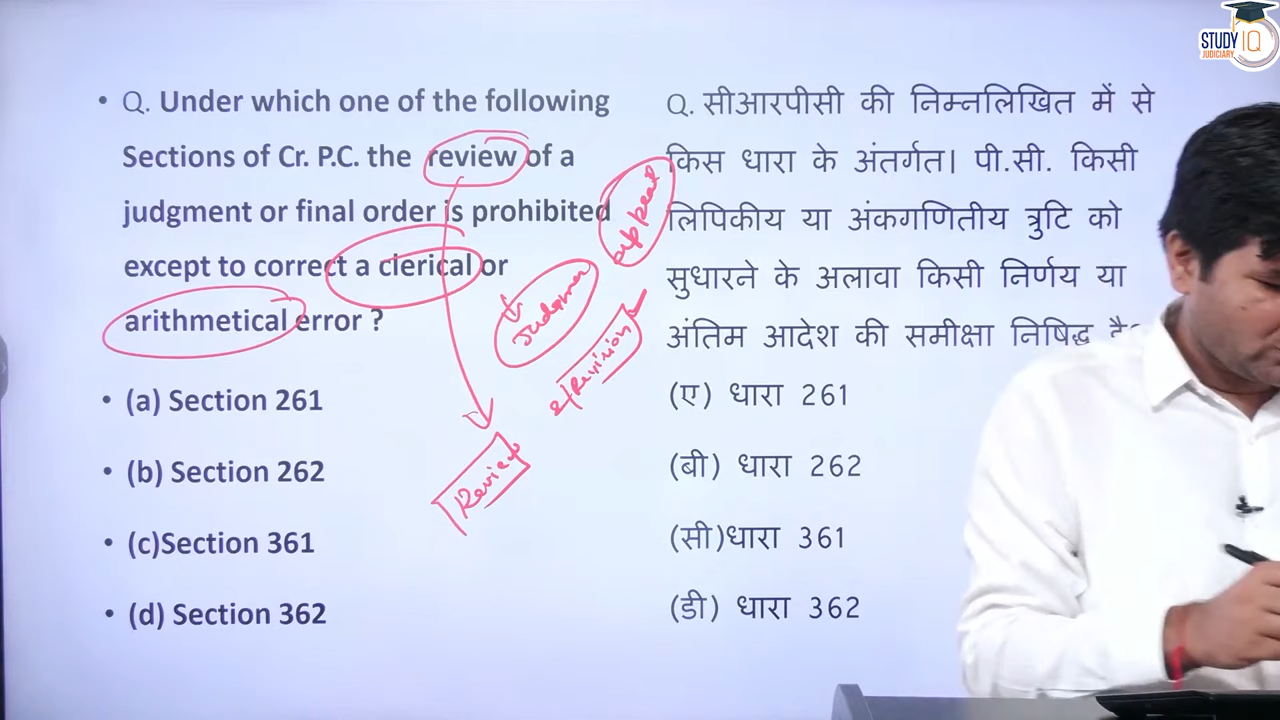 STUDY IQ
JUDICIARY
• Q. Under which one of the following
Sections of Cr. P.C. the review of a
judgment or final order is prohibited
except to correct a clerical or
arithmetical error ?
• (a) Section 261
• (b) Section 262
• (c)Section 361
• (d) Section 362
Q. सीआरपीसी की निम्नलिखित में से
किस धारा के अंतर्गत। पी.सी. किसी
लिपिकीय या अंकगणितीय त्रुटि को
सुधारने के अलावा किसी निर्णय या
अंतिम आदेश की समीक्षा निषिद्ध
(ए) धारा 261
(बी) धारा 262
(सी)धारा 361
(डी) धारा 362
Revision
Review